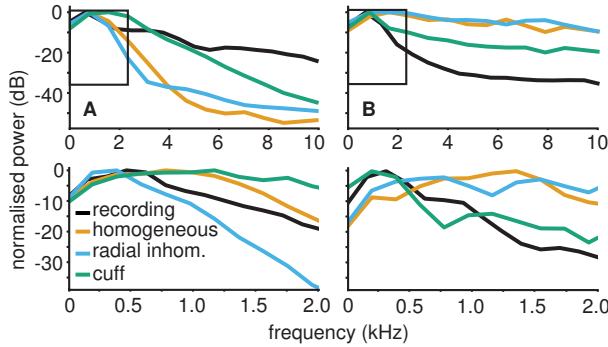 normalised power (dB)
0
-20
-40
A
0 2 4 6 8 10
B
0 2 4 6 8 10
0
-10
-20
-30
recording
homogeneous
radial inhom.
cuff
0 0.5 1.0 1.5 2.0
0 0.5 1.0 1.5 2.0
frequency (kHz)